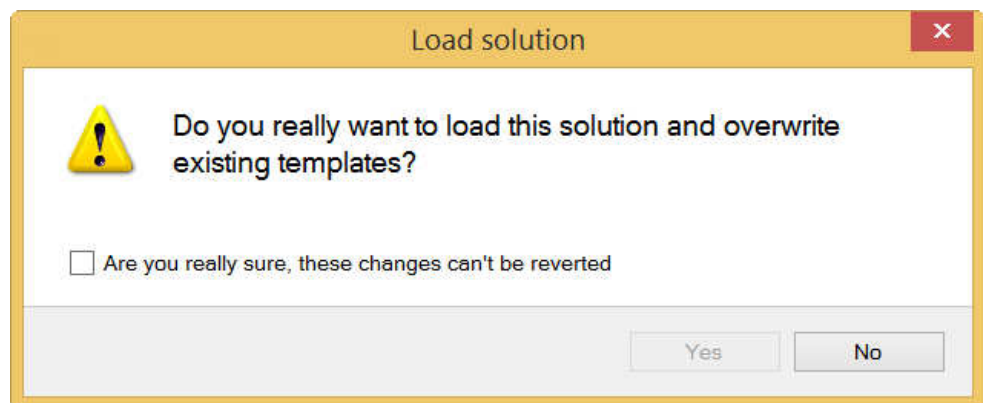 Load solution
Do you really want to load this solution and overwrite
existing templates?
Are you really sure, these changes can't be reverted
Yes
No